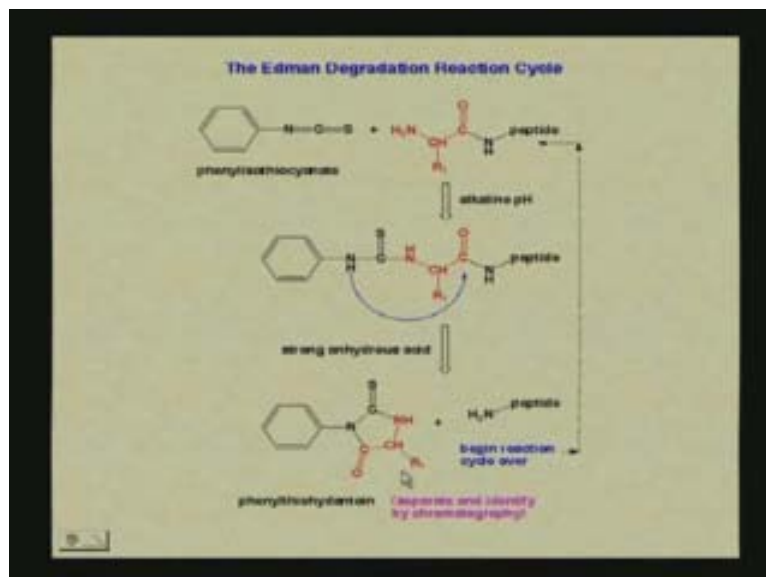 The Edman Degradation Reaction Cycle
N=C=S + H₂N CH C O N H peptide
R₁
phenylisothiocyanate
alkaline pH
S O
N H C N H CH C N H peptide
R₁
strong anhydrous acid
S
N C NH + H₂N peptide
C CH
O R₁
begin reaction
cycle over
phenylthiohydantoin (separate and identify
by chromatography)